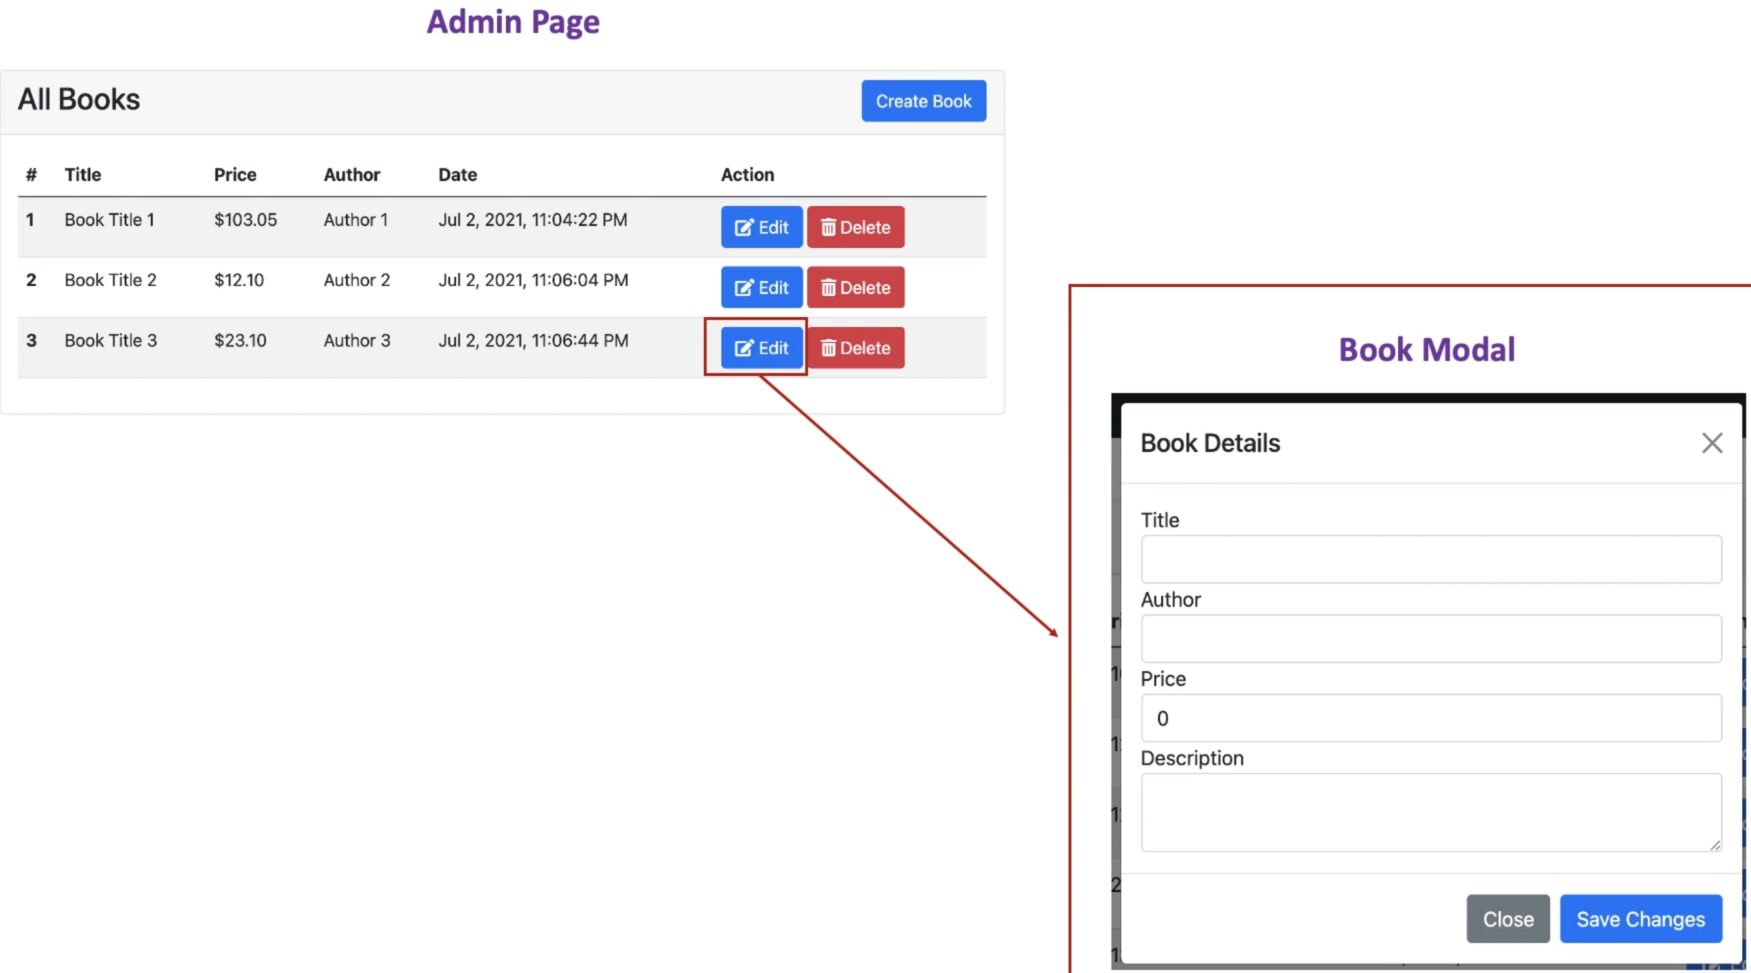 Admin Page
All Books
Create Book
# Title Price Author Date Action
1 Book Title 1 $103.05 Author 1 Jul 2, 2021, 11:04:22 PM Edit Delete
2 Book Title 2 $12.10 Author 2 Jul 2, 2021, 11:06:04 PM Edit Delete
3 Book Title 3 $23.10 Author 3 Jul 2, 2021, 11:06:44 PM Edit Delete
Book Modal
Book Details
Title
Author
Price
0
Description
Close Save Changes